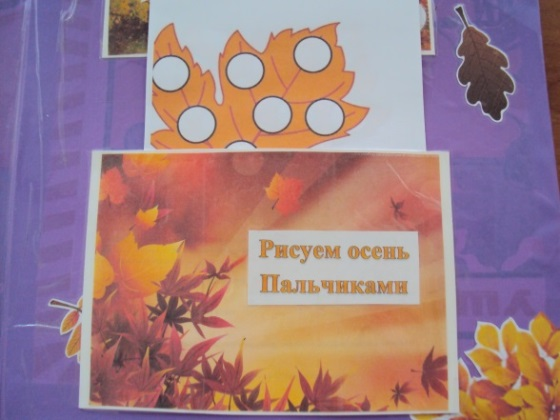 Рисуем осень
Пальчиками